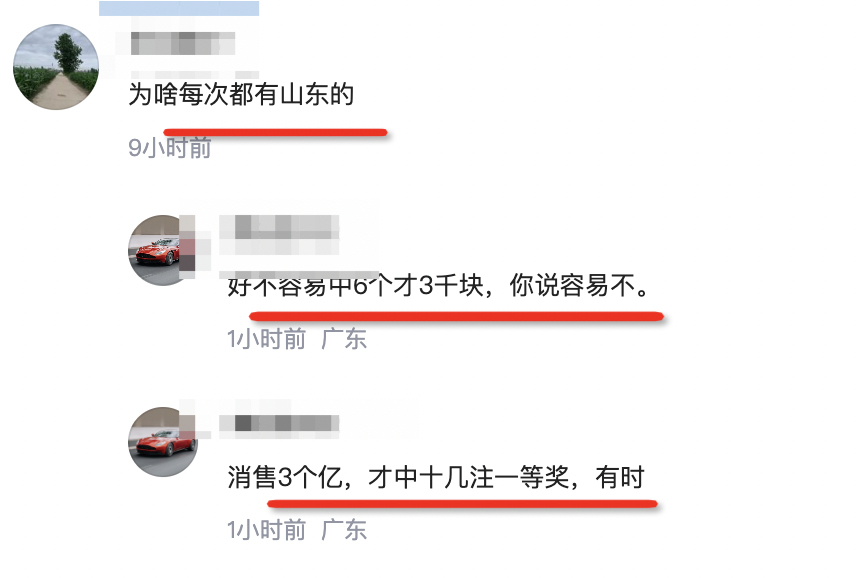 为啥每次都有山东的
9小时前
好不容易中6个才3千块，你说容易不。
1小时前 广东
消售3个亿，才中十几注一等奖，有时
1小时前 广东